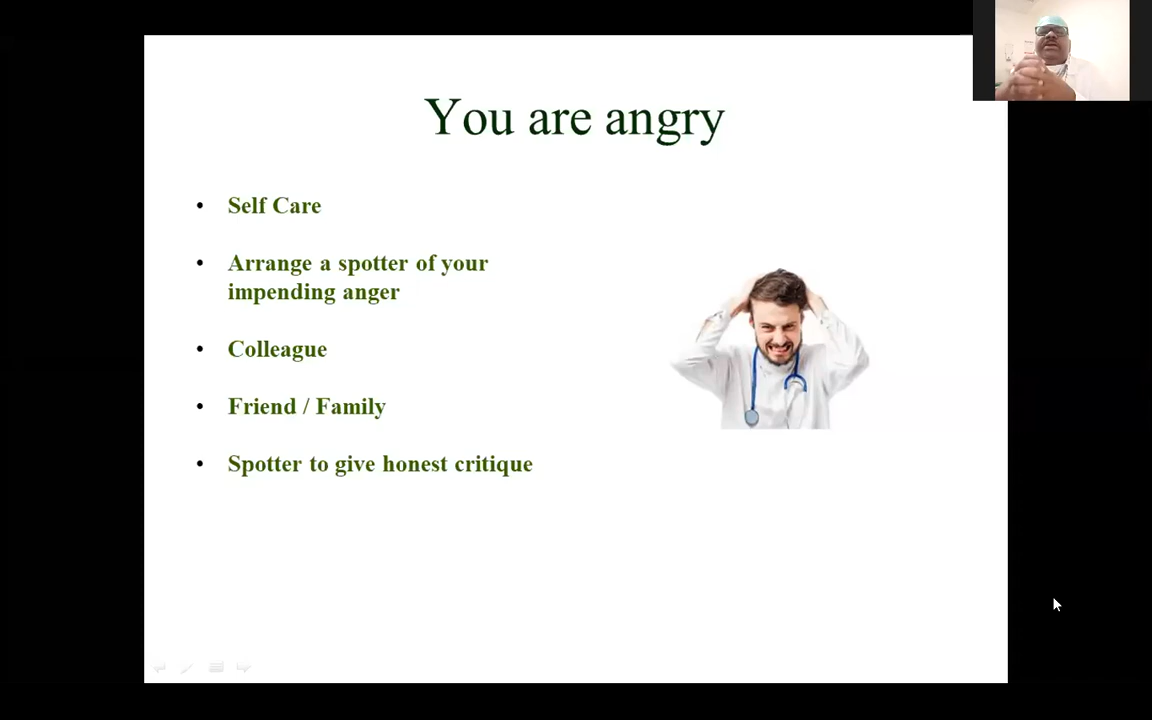 You are angry
• Self Care
• Arrange a spotter of your
impending anger
• Colleague
• Friend / Family
• Spotter to give honest critique